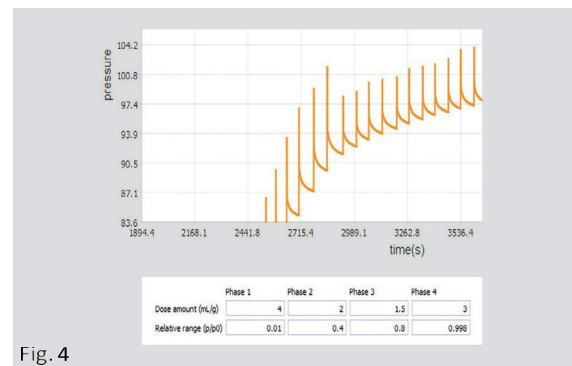 104.2
100.8
97.4
93.9
90.5
87.1
83.6
pressure
1894.4 2168.1 2441.8 2715.4 2989.1 3262.8 3536.4
time(s)
Phase 1 Phase 2 Phase 3 Phase 4
Dose amount (mL/g) 4 2 1.5 3
Relative range (p/p0) 0.01 0.4 0.8 0.998
Fig. 4